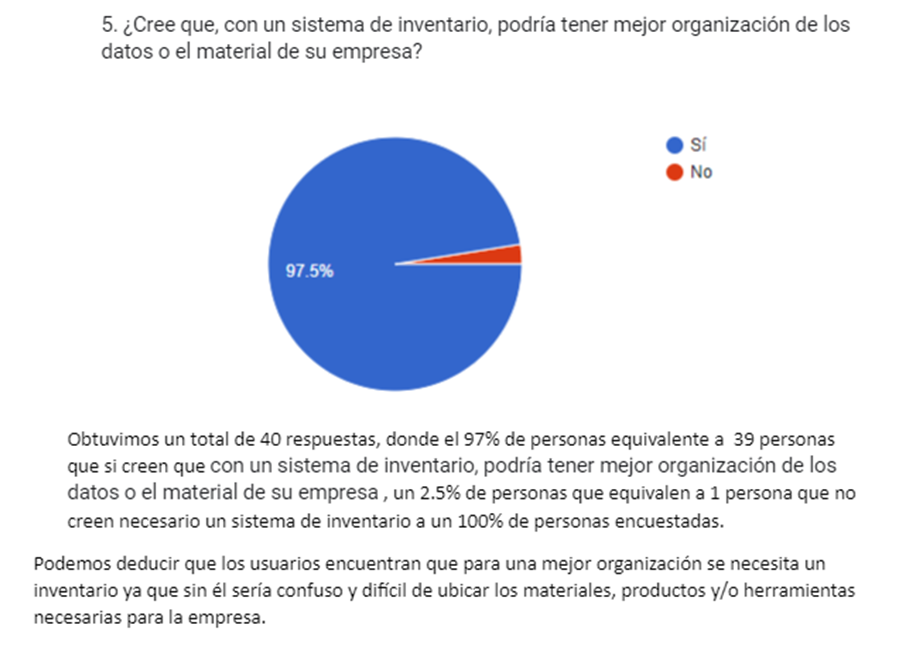 5. ¿Cree que, con un sistema de inventario, podría tener mejor organización de los
datos o el material de su empresa?
Sí
No
97.5%
Obtuvimos un total de 40 respuestas, donde el 97% de personas equivalente a 39 personas
que si creen que con un sistema de inventario, podría tener mejor organización de los
datos o el material de su empresa , un 2.5% de personas que equivalen a 1 persona que no
creen necesario un sistema de inventario a un 100% de personas encuestadas.
Podemos deducir que los usuarios encuentran que para una mejor organización se necesita un
inventario ya que sin él sería confuso y difícil de ubicar los materiales, productos y/o herramientas
necesarias para la empresa.